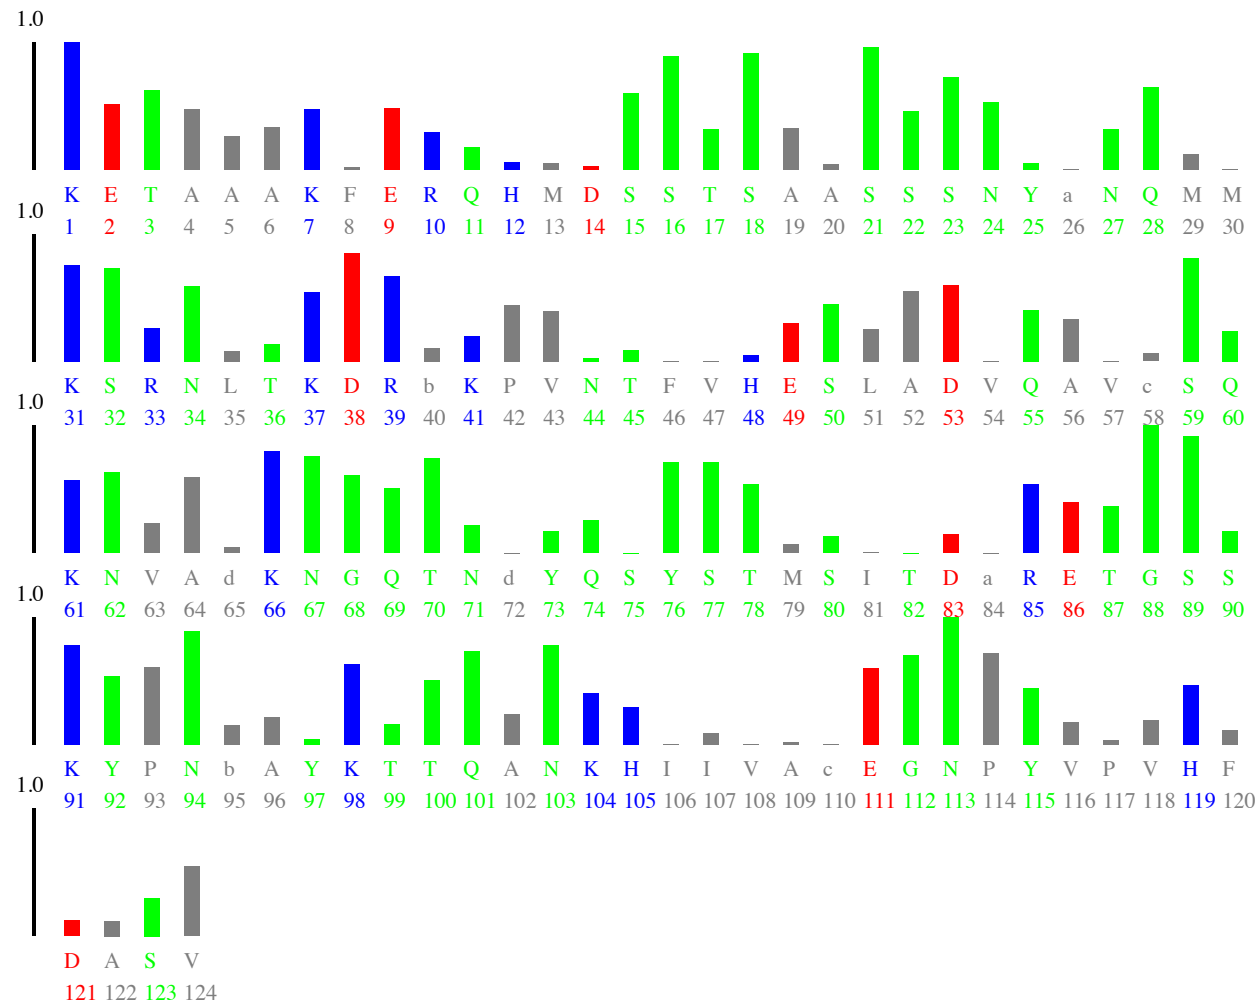 1.0
K E T A A A K F E R Q H M D S S T S A A S S S N Y a N Q M M
1.0 1 2 3 4 5 6 7 8 9 10 11 12 13 14 15 16 17 18 19 20 21 22 23 24 25 26 27 28 29 30
K S R N L T K D R b K P V N T F V H E S L A D V Q A V c S Q
1.0 31 32 33 34 35 36 37 38 39 40 41 42 43 44 45 46 47 48 49 50 51 52 53 54 55 56 57 58 59 60
K N V A d K N G Q T N d Y Q S Y S T M S I T D a R E T G S S
1.0 61 62 63 64 65 66 67 68 69 70 71 72 73 74 75 76 77 78 79 80 81 82 83 84 85 86 87 88 89 90
K Y P N b A Y K T T Q A N K H I I V A c E G N P Y V P V H F
1.0 91 92 93 94 95 96 97 98 99 100 101 102 103 104 105 106 107 108 109 110 111 112 113 114 115 116 117 118 119 120
D A S V
121 122 123 124